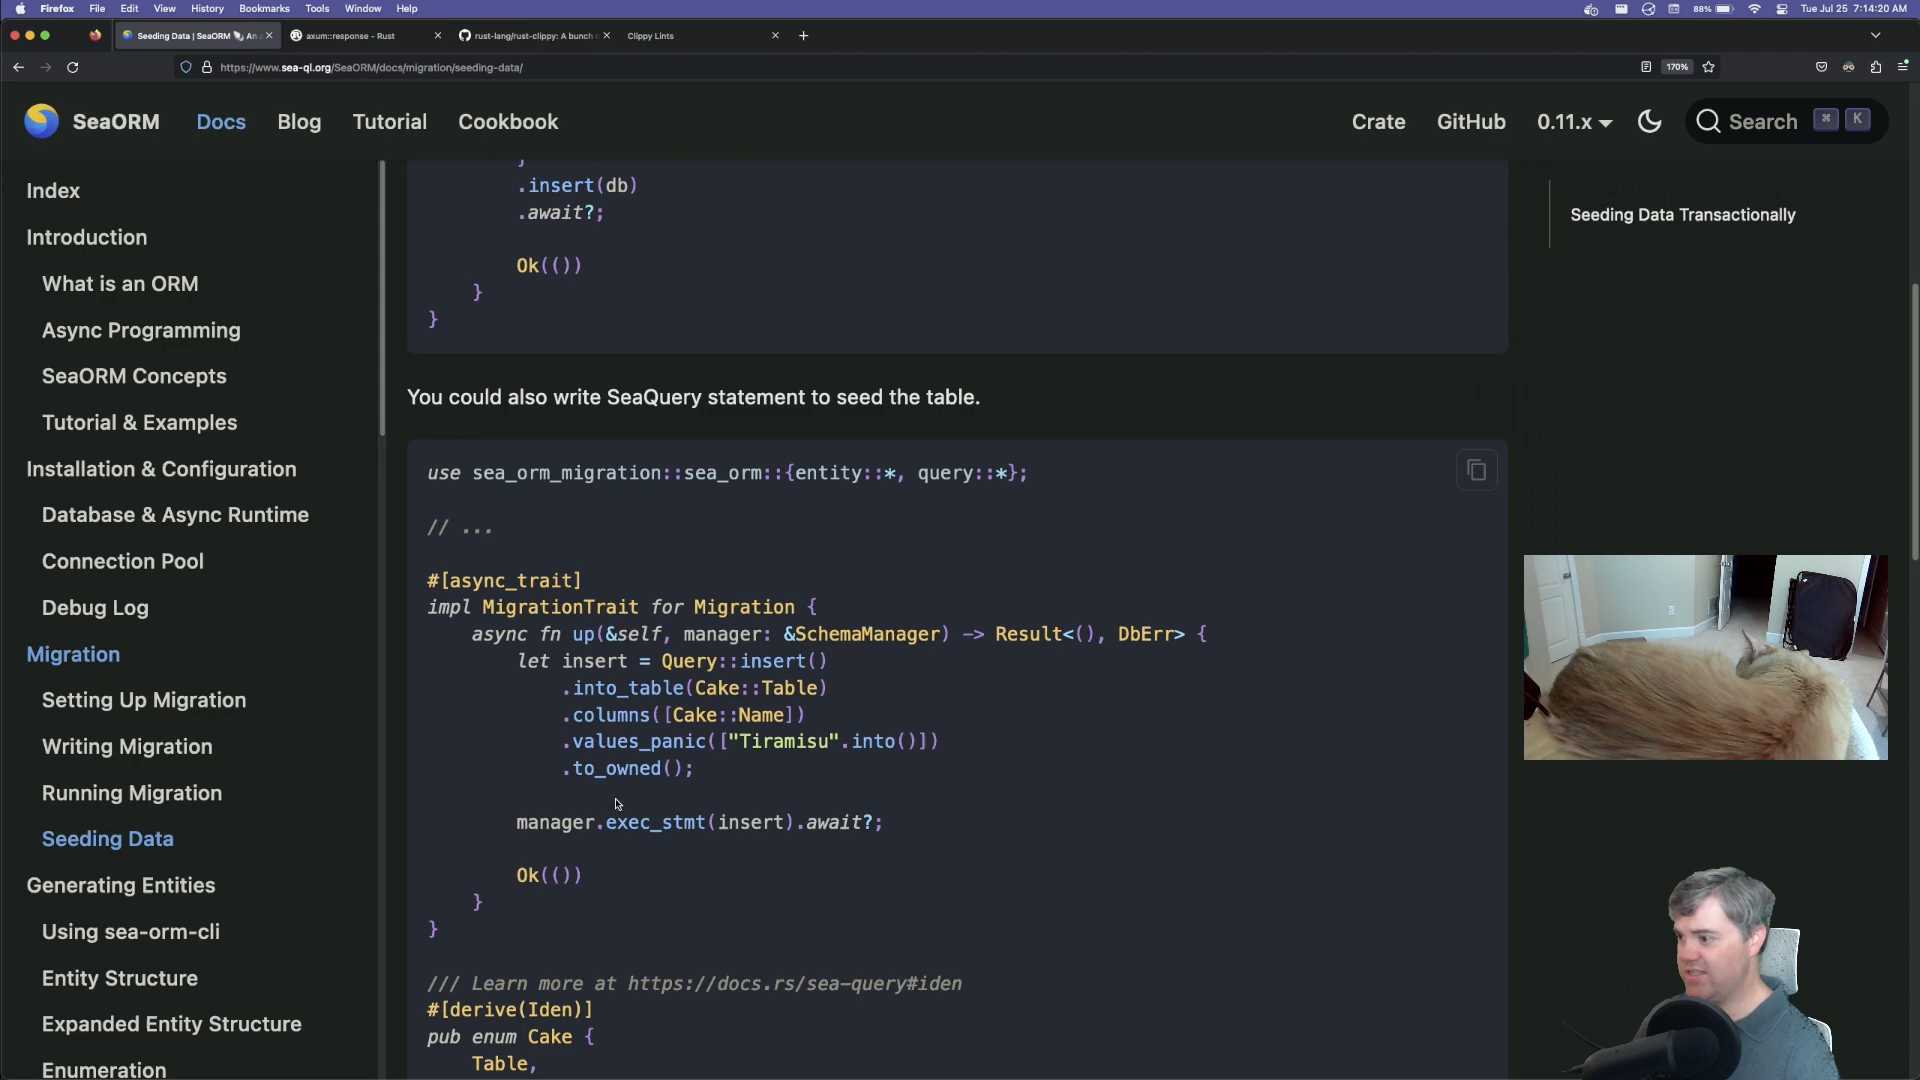 Firefox File Edit View History Bookmarks Tools Window Help 88% Tue Jul 25 7:14:20 AM
Seeding Data | SeaORM 🐚 An axum::response - Rust rust-lang/rust-clippy: A bunch Clippy Lints
https://www.sea-ql.org/SeaORM/docs/migration/seeding-data/ 170%
SeaORM Docs Blog Tutorial Cookbook Crate GitHub 0.11.x Search ⌘ K
Index
Introduction
What is an ORM
Async Programming
SeaORM Concepts
Tutorial & Examples
Installation & Configuration
Database & Async Runtime
Connection Pool
Debug Log
Migration
Setting Up Migration
Writing Migration
Running Migration
Seeding Data
Generating Entities
Using sea-orm-cli
Entity Structure
Expanded Entity Structure
Enumeration
}
.insert(db)
.await?;
Ok(())
}
}
You could also write SeaQuery statement to seed the table.
use sea_orm_migration::sea_orm::{entity::*, query::*};
// ...
#[async_trait]
impl MigrationTrait for Migration {
async fn up(&self, manager: &SchemaManager) -> Result<(), DbErr> {
let insert = Query::insert()
.into_table(Cake::Table)
.columns([Cake::Name])
.values_panic(["Tiramisu".into()])
.to_owned();
manager.exec_stmt(insert).await?;
Ok(())
}
}
/// Learn more at https://docs.rs/sea-query#iden
#[derive(Iden)]
pub enum Cake {
Table,
Seeding Data Transactionally